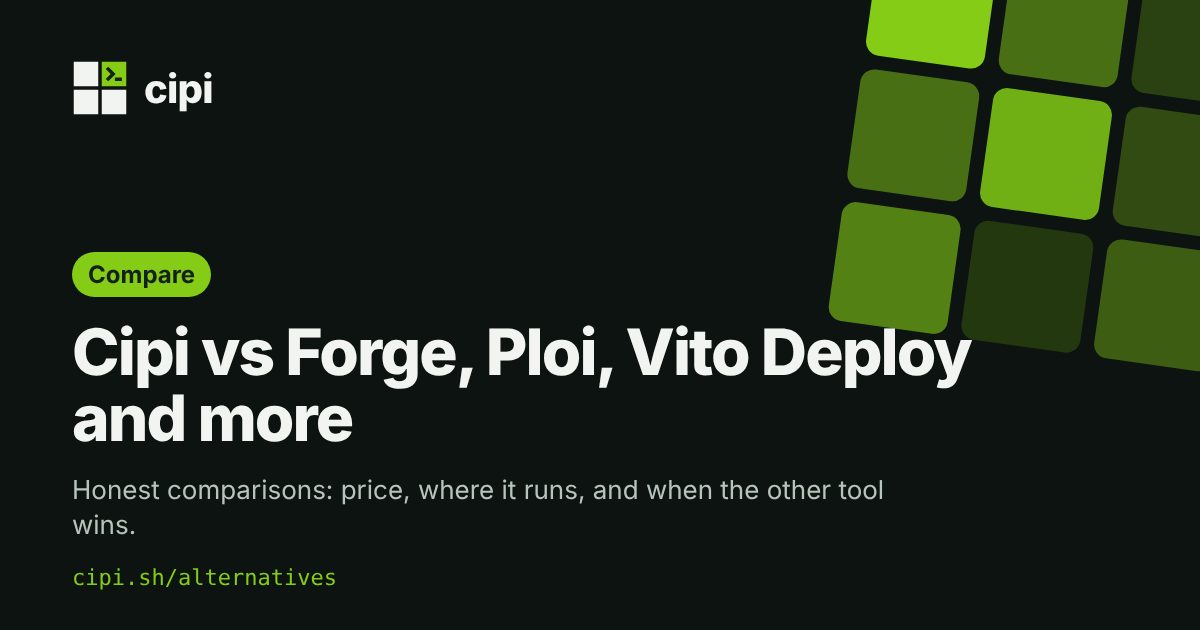 cipi
Compare
Cipi vs Forge, Ploi, Vito Deploy
and more
Honest comparisons: price, where it runs, and when the other tool
wins.
cipi.sh/alternatives